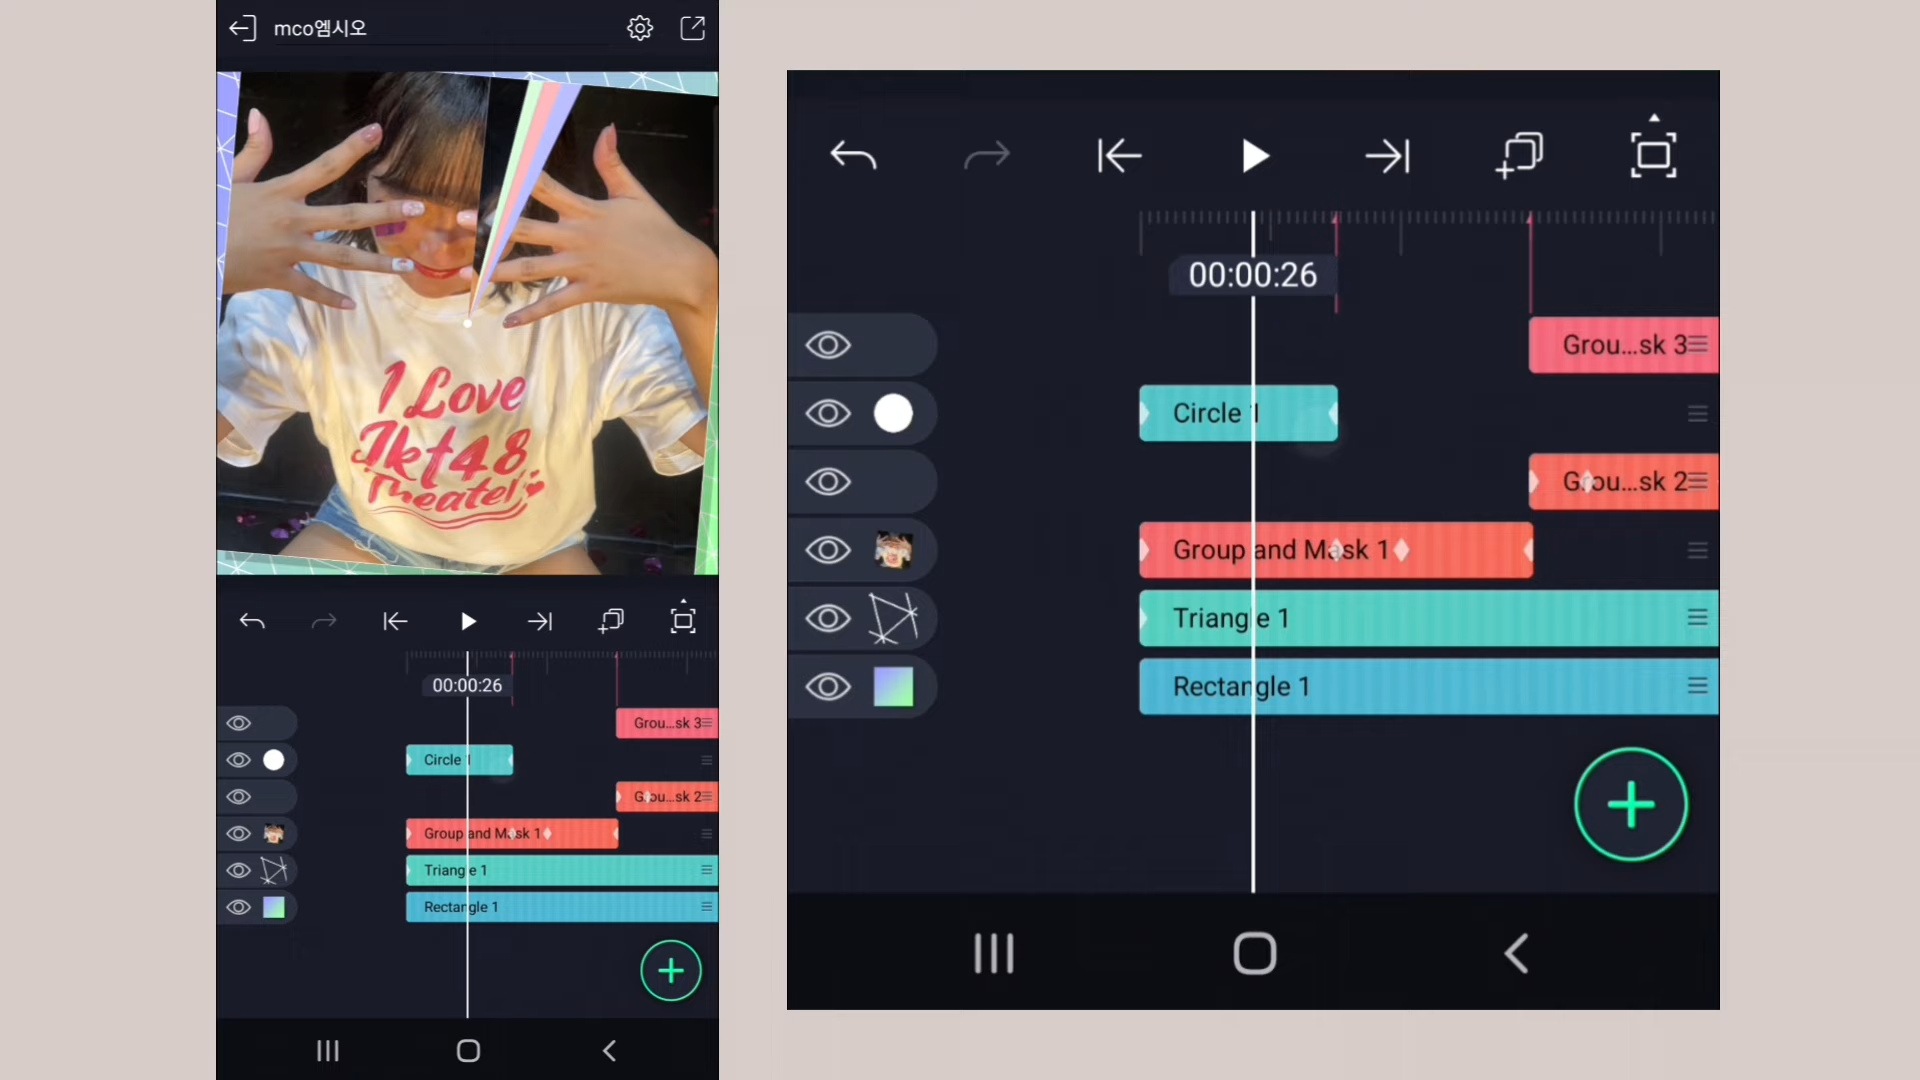 mco엠시오
1 Love
Jkt48
Theater
00:00:26
Grou...sk 3
Circle 1
Grou...sk 2
Group and Mask 1
Triangle 1
Rectangle 1
00:00:26
Grou...sk 3
Circle 1
Grou...sk 2
Group and Mask 1
Triangle 1
Rectangle 1